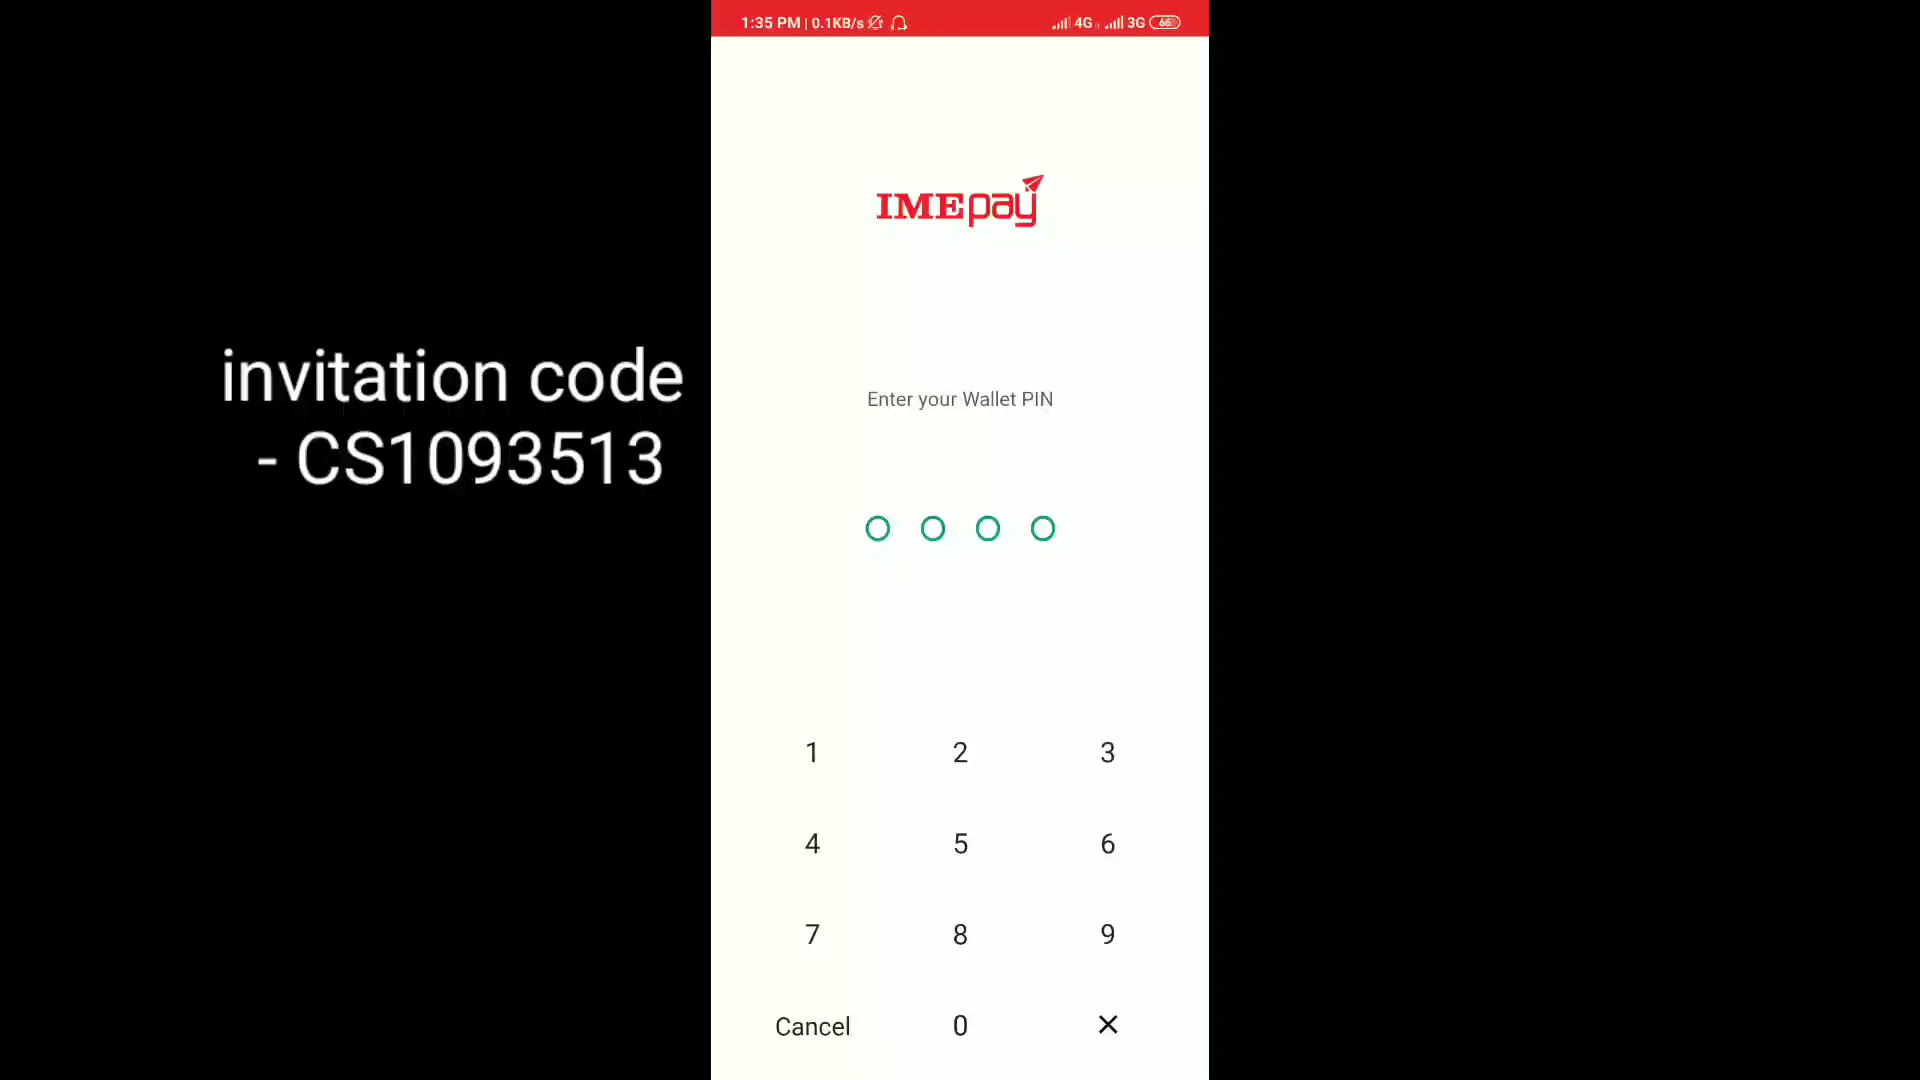 1:35 PM | 0.1KB/s 4G 3G 66
IMEpay
invitation code
- CS1093513
Enter your Wallet PIN
1 2 3
4 5 6
7 8 9
Cancel 0